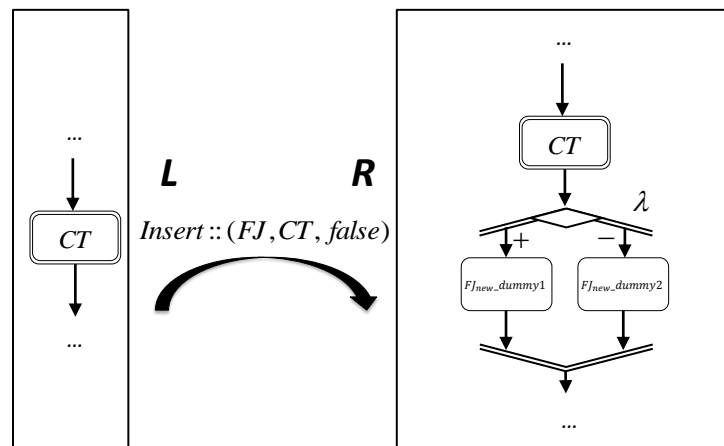 ...
CT
...
L
R
Insert::(FJ,CT,false)
...
CT
λ
+
−
FJnew_dummy1
FJnew_dummy2
...